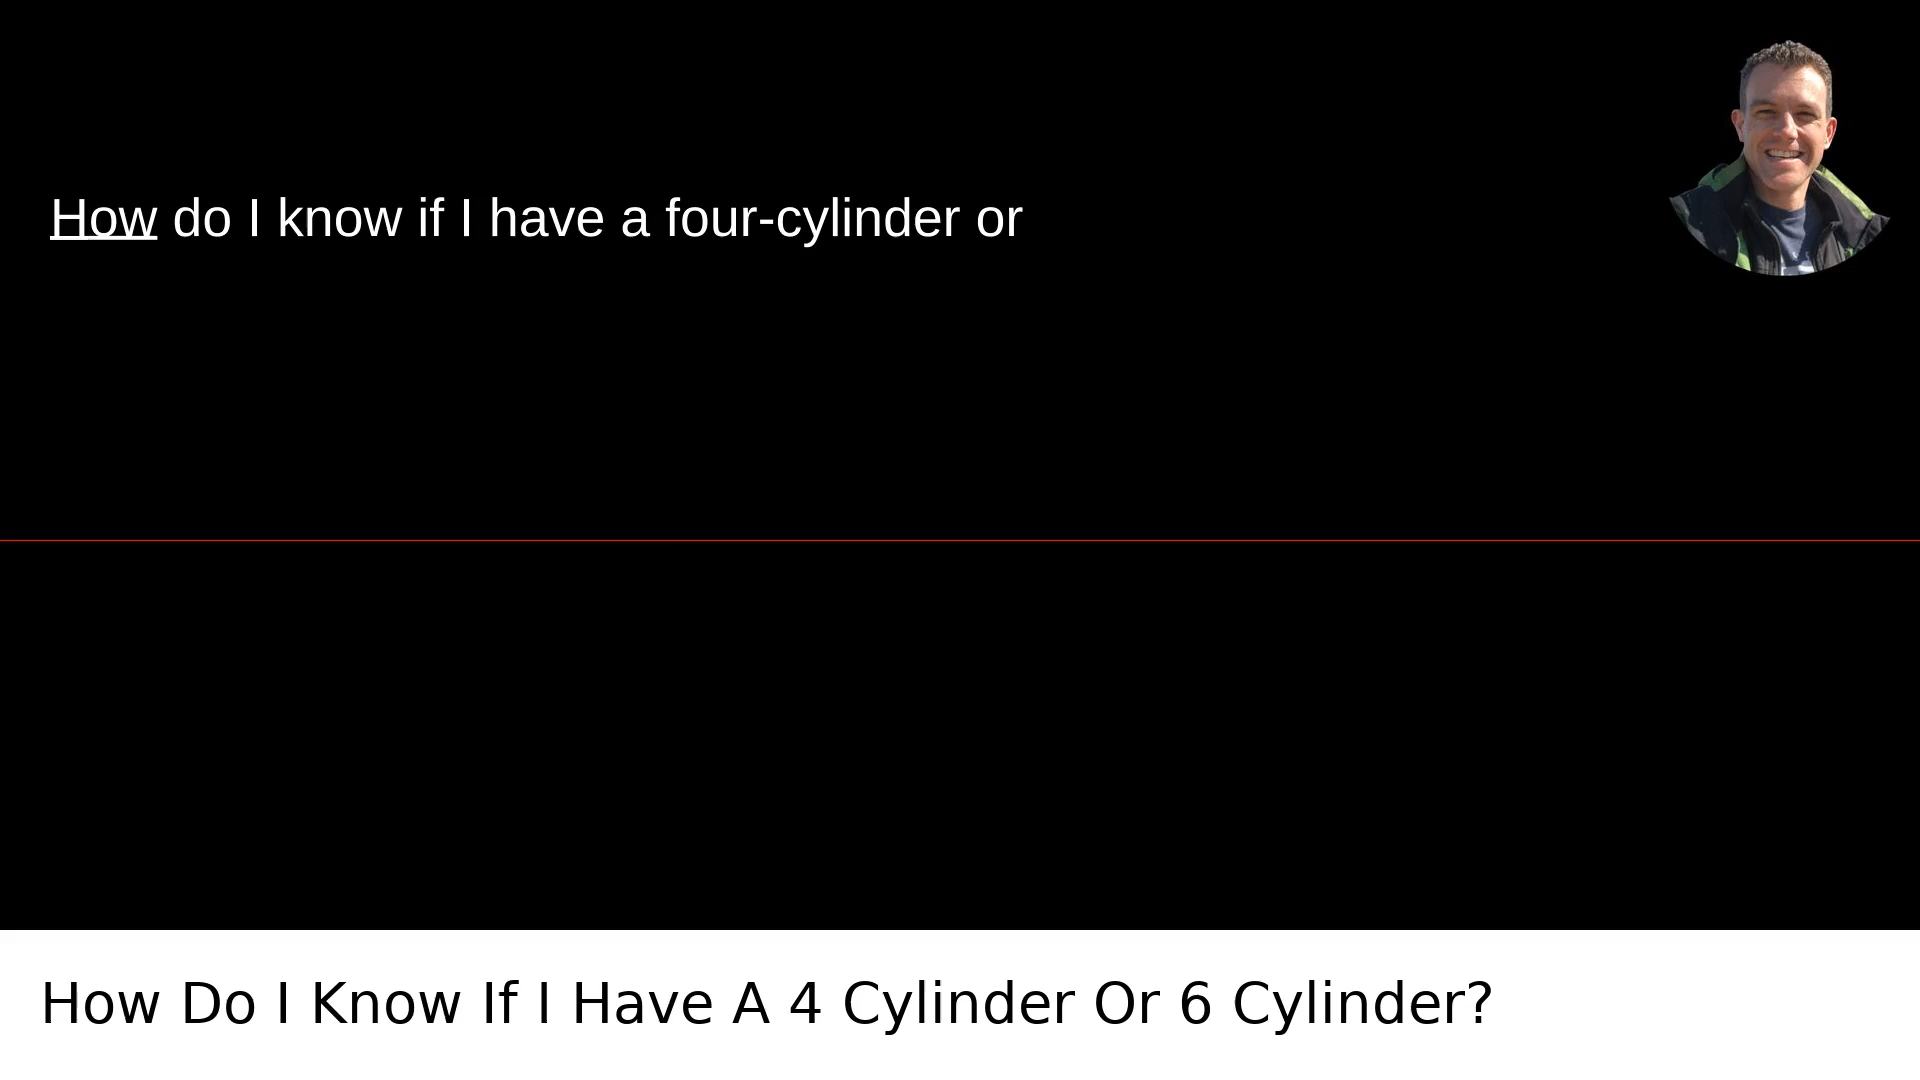 How do I know if I have a four-cylinder or
How Do I Know If I Have A 4 Cylinder Or 6 Cylinder?